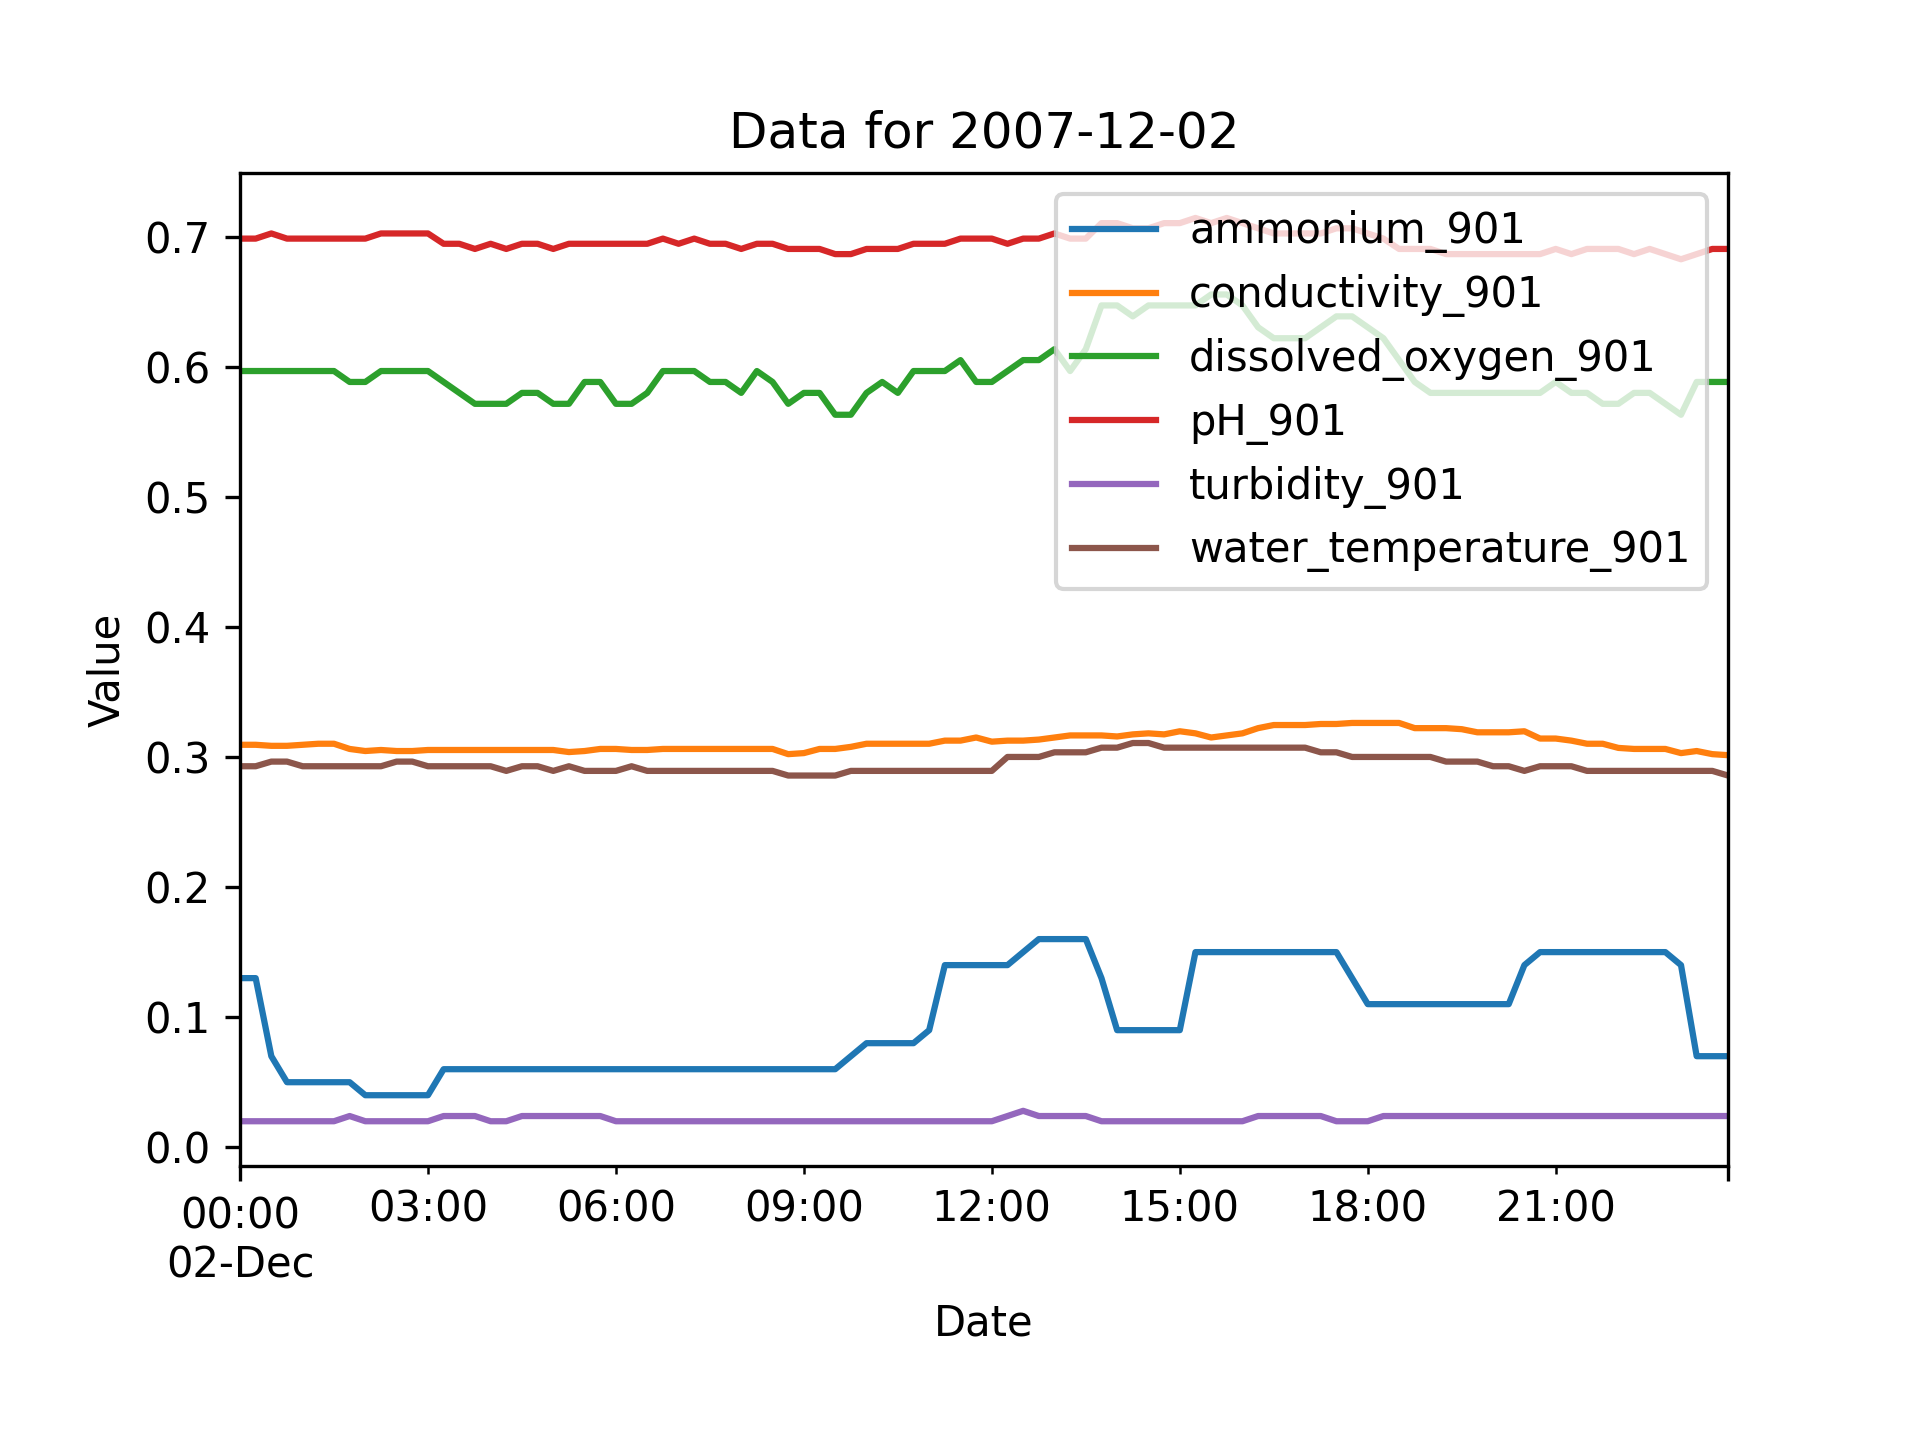 Data for 2007-12-02
ammonium_901
conductivity_901
dissolved_oxygen_901
pH_901
turbidity_901
water_temperature_901
Value
0.7
0.6
0.5
0.4
0.3
0.2
0.1
0.0
00:00 03:00 06:00 09:00 12:00 15:00 18:00 21:00
02-Dec
Date